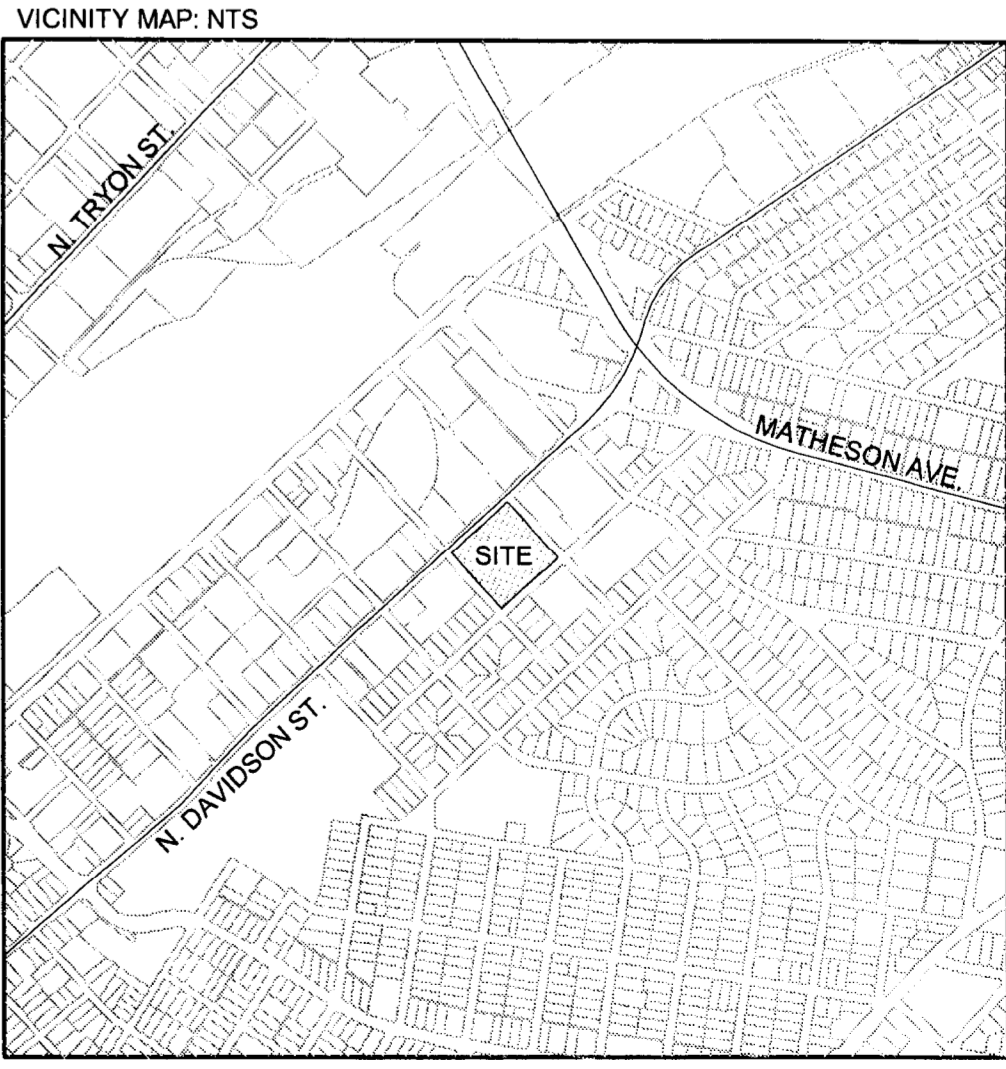 VICINITY MAP: NTS
N. TRYON ST.
MATHESON AVE.
SITE
N. DAVIDSON ST.